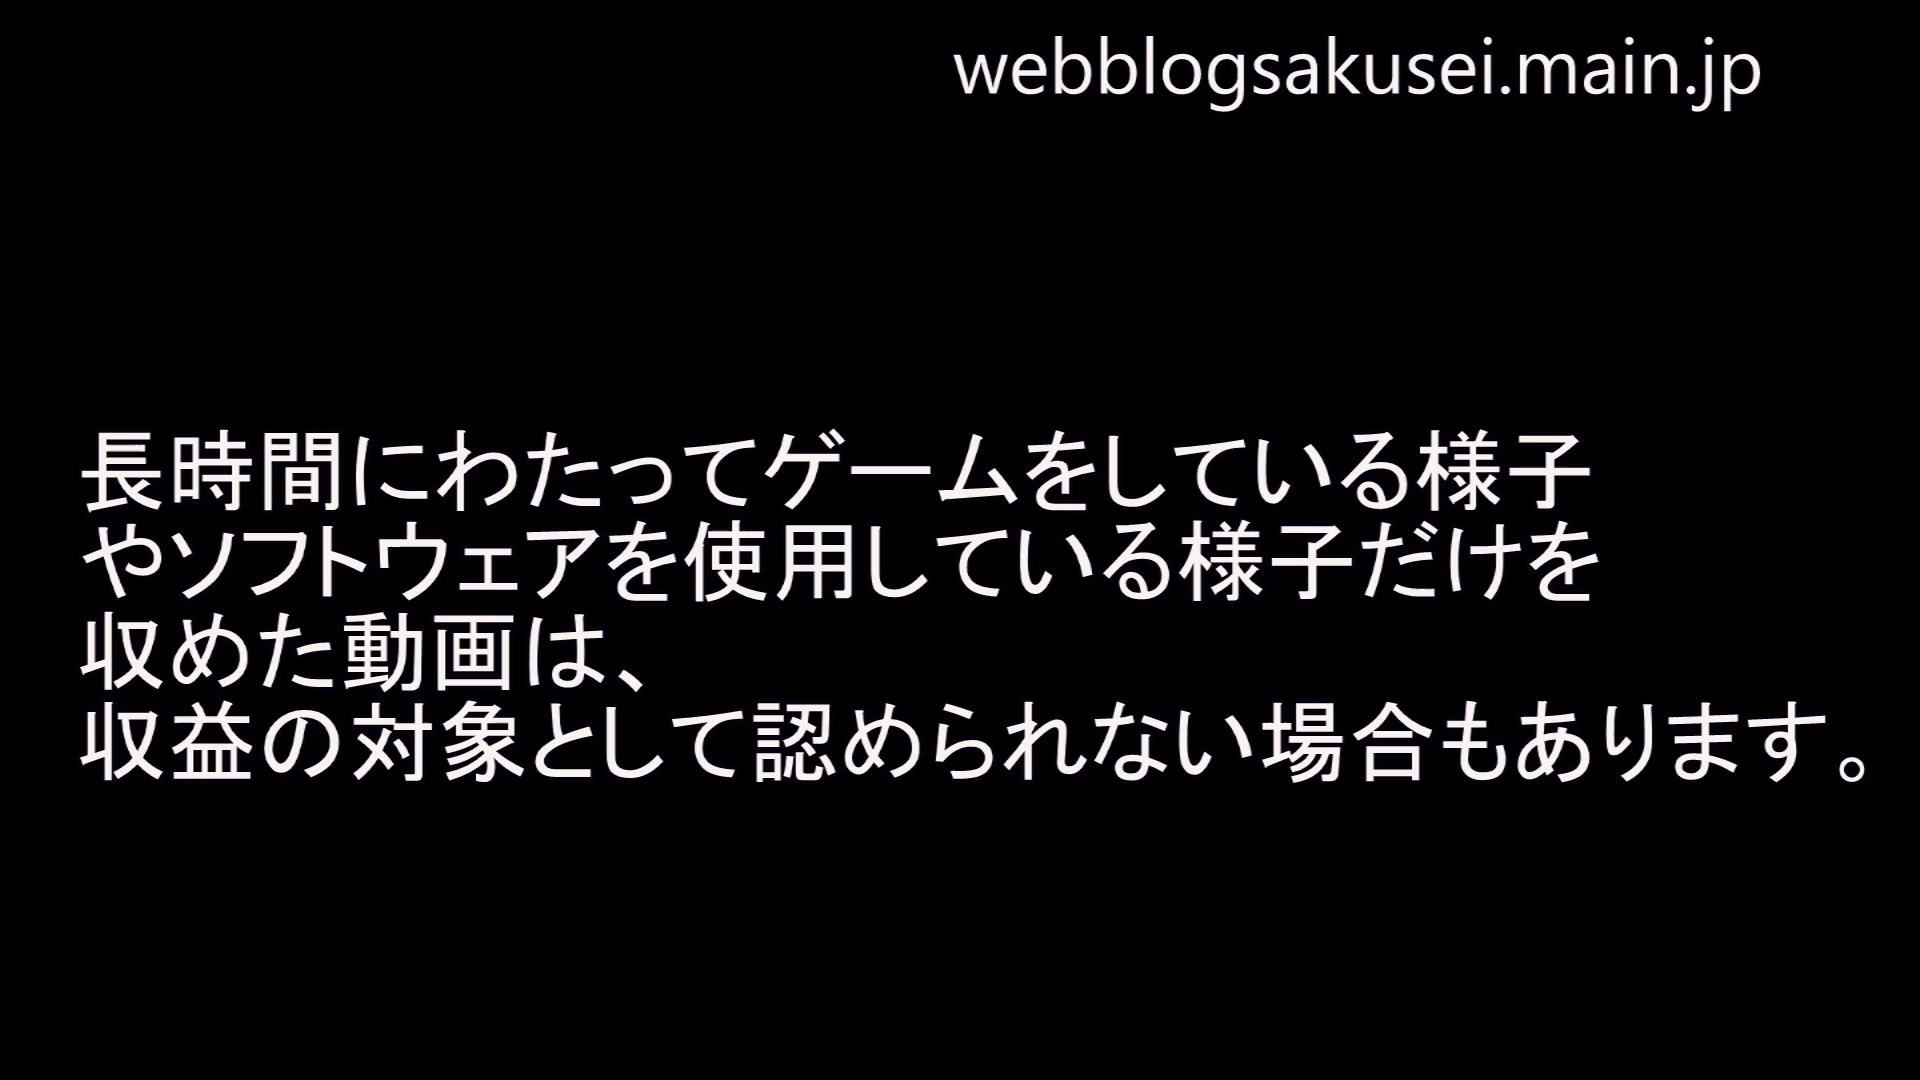 webblogsakusei.main.jp
長時間にわたってゲームをしている様子
やソフトウェアを使用している様子だけを
収めた動画は、
収益の対象として認められない場合もあります。